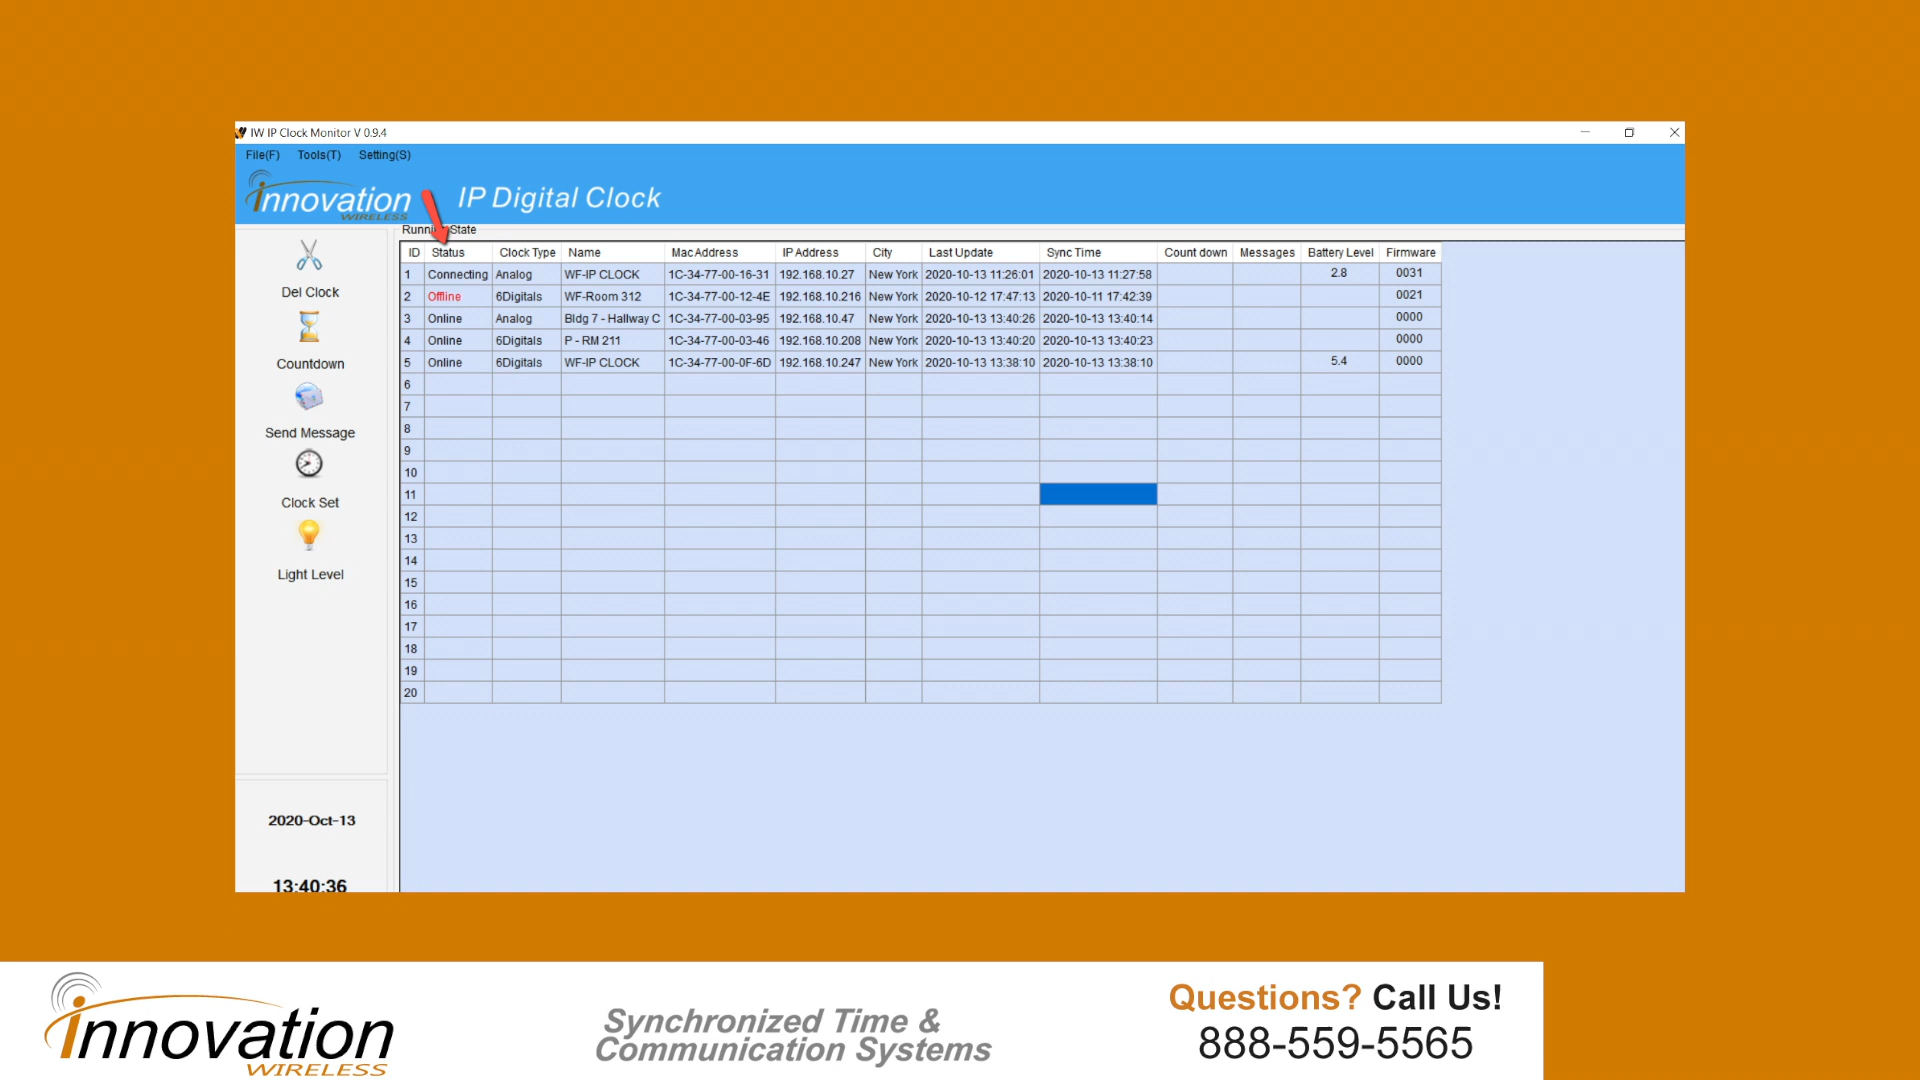 IW IP Clock Monitor V 0.9.4
File(F) Tools(T) Setting(S)
innovation
WIRELESS
IP Digital Clock
Del Clock
Countdown
Send Message
Clock Set
Light Level
2020-Oct-13
13:40:36
State
ID Status Clock Type Name Mac Address IP Address City Last Update Sync Time Count down Messages Battery Level Firmware
1 Connecting Analog WF-IP CLOCK 1C-34-77-00-16-31 192.168.10.27 New York 2020-10-13 11:26:01 2020-10-13 11:27:58 2.8 0031
2 Offline 6Digitals WF-Room 312 1C-34-77-00-12-4E 192.168.10.216 New York 2020-10-12 17:47:13 2020-10-11 17:42:39 0021
3 Online Analog Bldg 7 - Hallway C 1C-34-77-00-03-95 192.168.10.47 New York 2020-10-13 13:40:26 2020-10-13 13:40:14 0000
4 Online 6Digitals P - RM 211 1C-34-77-00-03-46 192.168.10.208 New York 2020-10-13 13:40:20 2020-10-13 13:40:23 0000
5 Online 6Digitals WF-IP CLOCK 1C-34-77-00-0F-6D 192.168.10.247 New York 2020-10-13 13:38:10 2020-10-13 13:38:10 5.4 0000
6
7
8
9
10
11
12
13
14
15
16
17
18
19
20
innovation
WIRELESS
Synchronized Time &
Communication Systems
Questions? Call Us!
888-559-5565